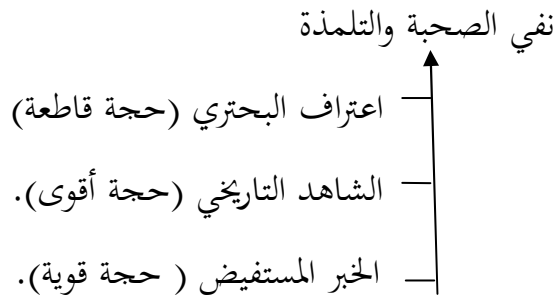 نفي الصحبة والتلمذة
اعتراف البحتري (حجة قاطعة)
الشاهد التاريخي (حجة أقوى).
الخبر المستفيض ( حجة قوية).